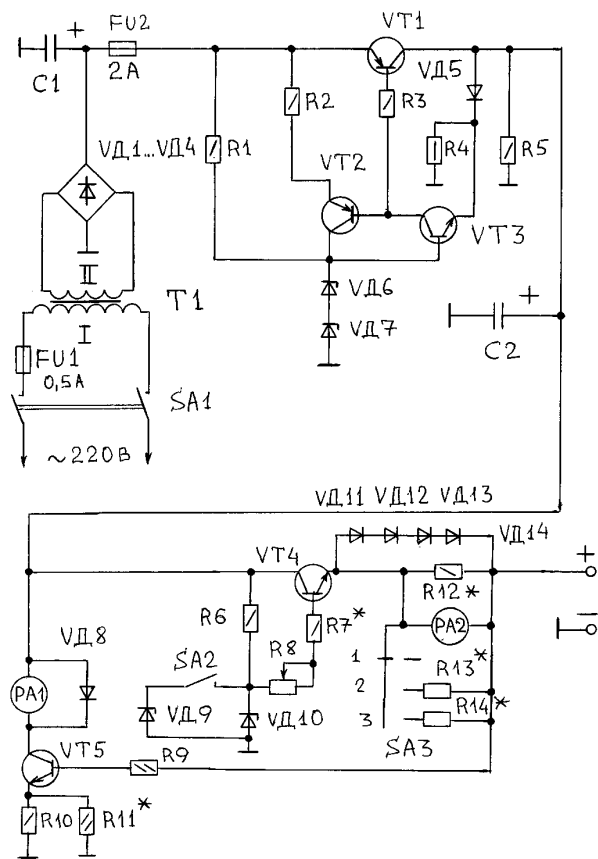 +
FU2
VT1
C1
2A
VД5
R2
R3
VД1...VД4
R1
R4
R5
VT2
VT3
II
T1
VД6
I
VД7
+
FU1
0,5A
C2
SA1
~220В
VД11 VД12 VД13
VД14
VT4
+
R12*
R6
R7*
–
PA2
VД8
SA2
R8
1
R13*
PA1
2
R14*
VД9
VД10
3
VT5
R9
SA3
R10
R11*